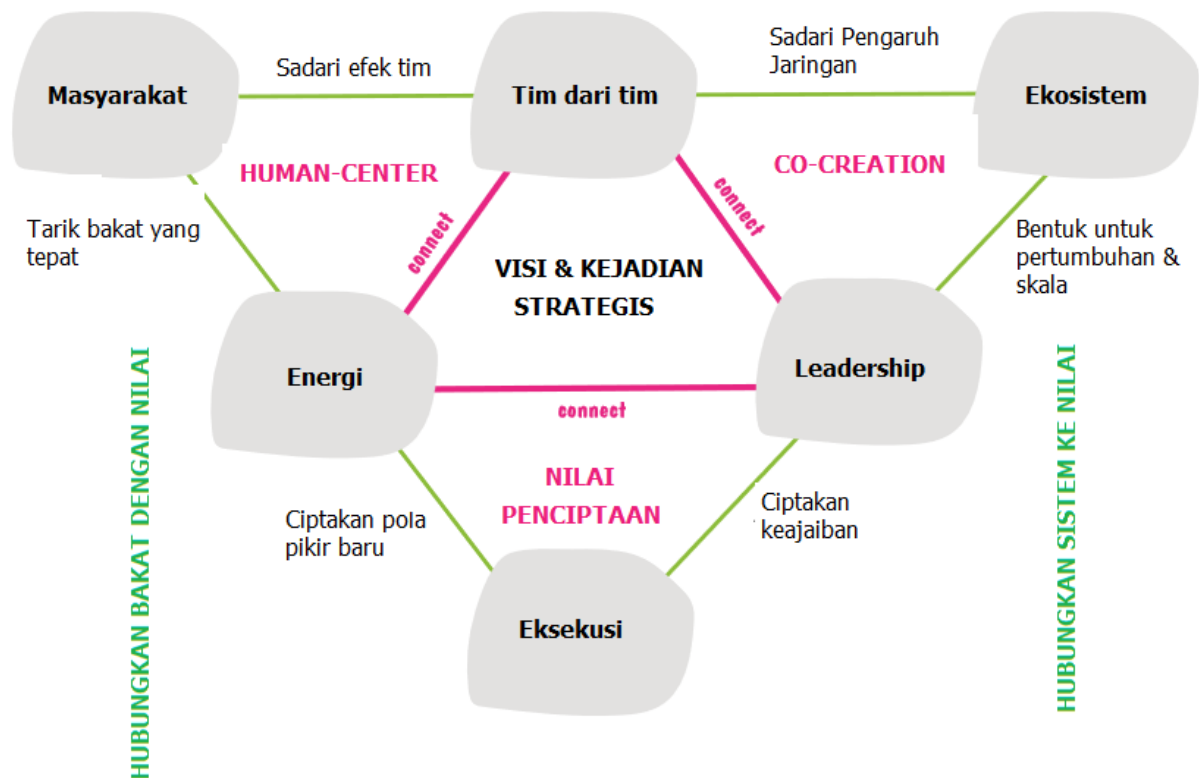 Sadari efek tim
Sadari Pengaruh
Jaringan
Masyarakat
Tim dari tim
Ekosistem
HUMAN-CENTER
CO-CREATION
connect
connect
Tarik bakat yang
tepat
Bentuk untuk
pertumbuhan &
skala
VISI & KEJADIAN
STRATEGIS
Energi
Leadership
connect
NILAI
PENCIPTAAN
Ciptakan pola
pikir baru
Ciptakan
keajaiban
Eksekusi
HUBUNGKAN BAKAT DENGAN NILAI
HUBUNGKAN SISTEM KE NILAI